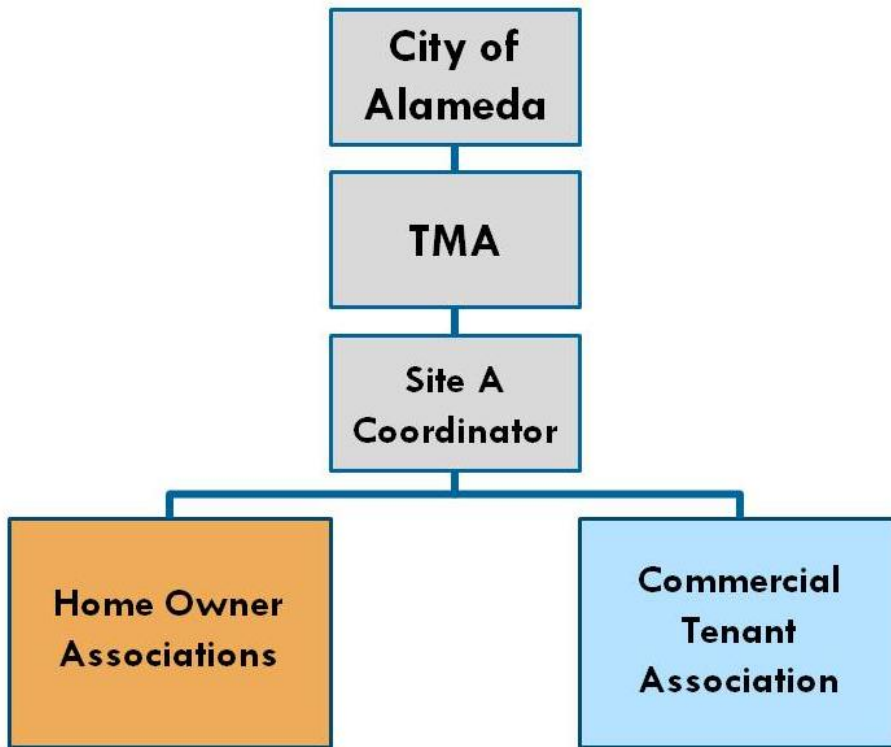 City of
Alameda
TMA
Site A
Coordinator
Home Owner
Associations
Commercial
Tenant
Association